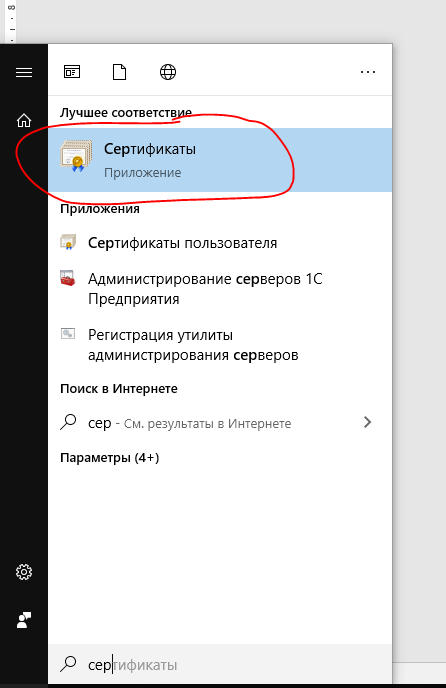 8
Лучшее соответствие
Сертификаты
Приложение
Приложения
Сертификаты пользователя
Администрирование серверов 1С
Предприятия
Регистрация утилиты
администрирования серверов
Поиск в Интернете
сер - См. результаты в Интернете
Параметры (4+)
сертификаты